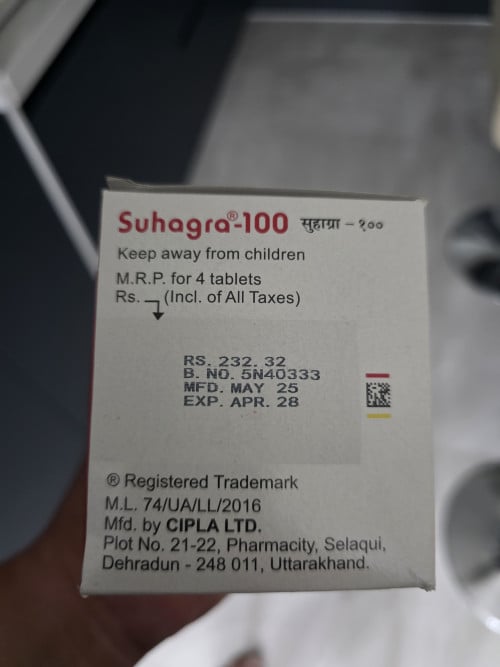 Suhagra®-100 सुहाग्रा - १००
Keep away from children
M.R.P. for 4 tablets
Rs. (Incl. of All Taxes)
RS. 232. 32
B. NO. 5N40333
MFD. MAY 25
EXP. APR. 28
® Registered Trademark
M.L. 74/UA/LL/2016
Mfd. by CIPLA LTD.
Plot No. 21-22, Pharmacity, Selaqui,
Dehradun - 248 011, Uttarakhand.